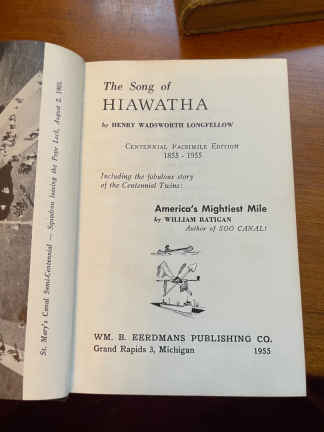 St. Mary's Canal Semi-Centennial — Squadron leaving the Poe Lock, August 2, 1905.
The Song of
HIAWATHA
by HENRY WADSWORTH LONGFELLOW
CENTENNIAL FACSIMILE EDITION
1855 - 1955
Including the fabulous story
of the Centennial Twins:
America's Mightiest Mile
by WILLIAM RATIGAN
Author of SOO CANAL!
WM. B. EERDMANS PUBLISHING CO.
Grand Rapids 3, Michigan 1955